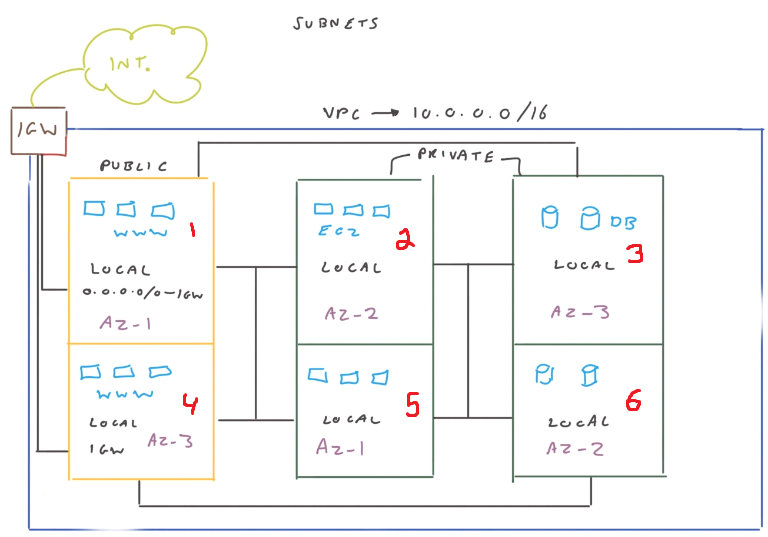 SUBNETS
INT.
IGW
VPC → 10.0.0.0/16
PUBLIC
PRIVATE
WWW
1
LOCAL
0.0.0.0/0-IGW
AZ-1
EC2
2
LOCAL
AZ-2
DB
3
LOCAL
AZ-3
WWW
4
LOCAL
IGW
AZ-3
5
LOCAL
AZ-1
6
LOCAL
AZ-2